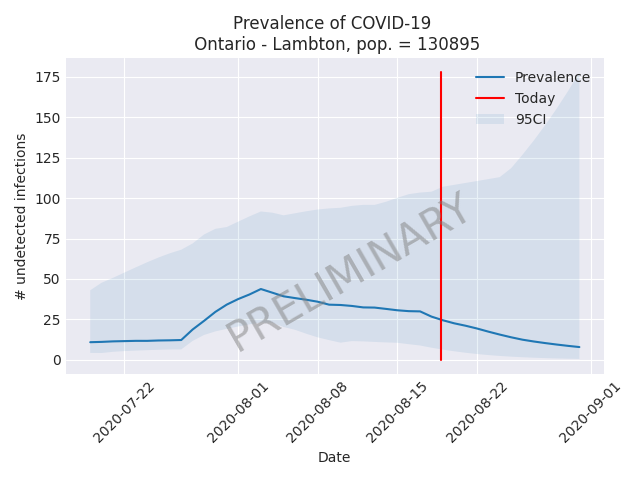 Prevalence of COVID-19
Ontario - Lambton, pop. = 130895
175
150
125
100
75
50
25
0
# undetected infections
Prevalence
Today
95CI
PRELIMINARY
2020-07-22
2020-08-01
2020-08-08
2020-08-15
2020-08-22
2020-09-01
Date